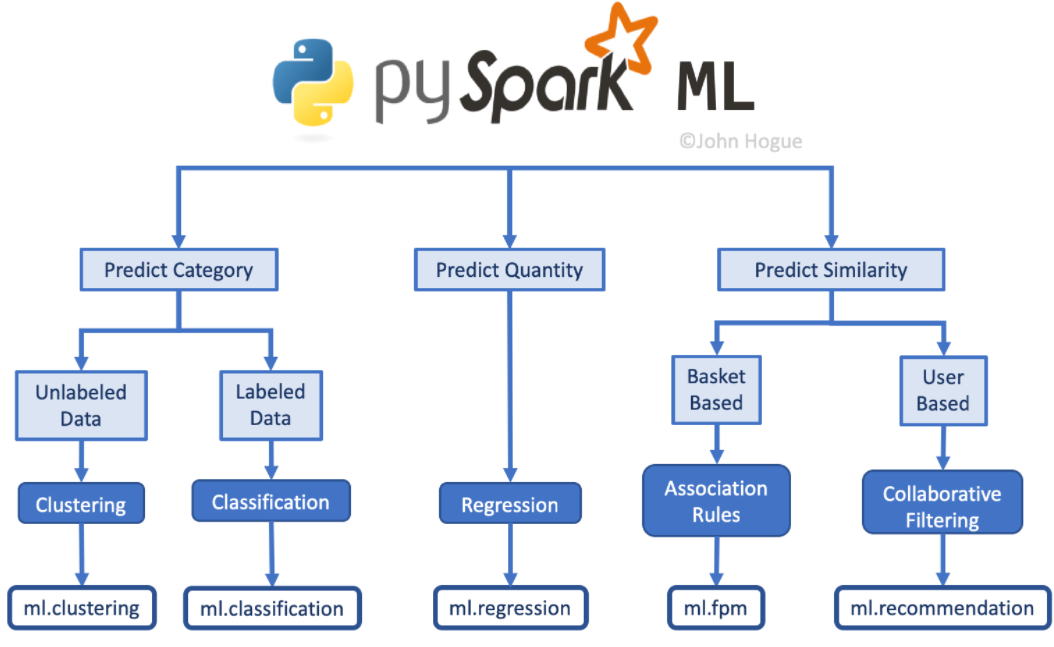 pySpark ML
©John Hogue
Predict Category
Predict Quantity
Predict Similarity
Unlabeled
Data
Labeled
Data
Basket
Based
User
Based
Clustering
Classification
Regression
Association
Rules
Collaborative
Filtering
ml.clustering
ml.classification
ml.regression
ml.fpm
ml.recommendation